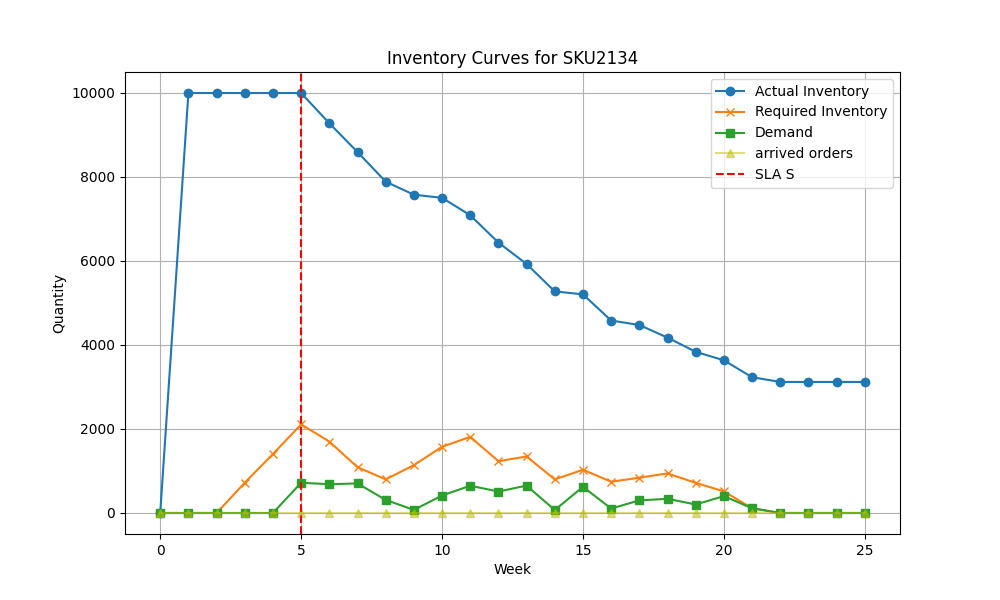 Inventory Curves for SKU2134
Quantity
10000
8000
6000
4000
2000
0
Actual Inventory
Required Inventory
Demand
arrived orders
SLA S
0 5 10 15 20 25
Week